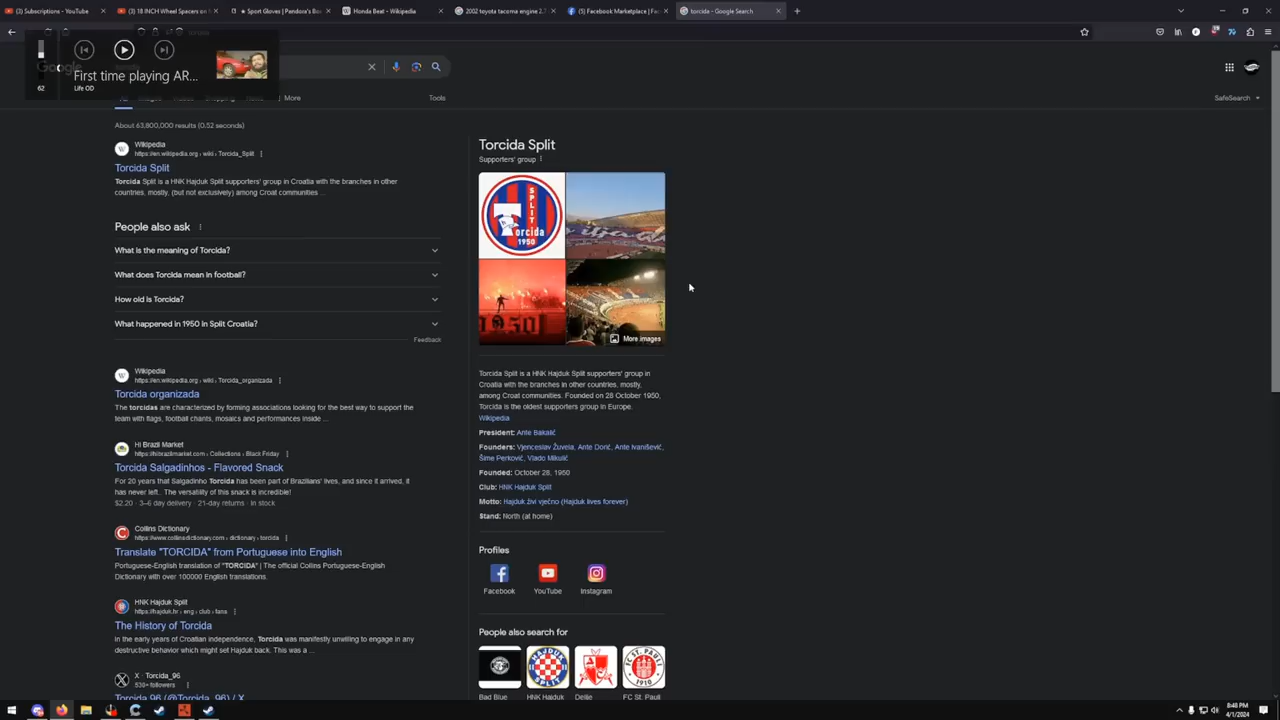 (3) Subscriptions - YouTube
(3) 18 INCH Wheel Spacers on
Sport Gloves | Pandora's Bo
Honda Beat - Wikipedia
2002 toyota tacoma engine 2.
(5) Facebook Marketplace | Fac
torcida - Google Search
Google
62
First time playing AR...
Life OD
More
Tools
SafeSearch
About 63,800,000 results (0.52 seconds)
Wikipedia
https://en.wikipedia.org › wiki › Torcida_Split
Torcida Split
Torcida Split is a HNK Hajduk Split supporters' group in Croatia with the branches in other
countries, mostly, (but not exclusively) among Croat communities ...
People also ask
What is the meaning of Torcida?
What does Torcida mean in football?
How old is Torcida?
What happened in 1950 in Split Croatia?
Feedback
Wikipedia
https://en.wikipedia.org › wiki › Torcida_organizada
Torcida organizada
The torcidas are characterized by forming associations looking for the best way to support the
team with flags, football chants, mosaics and performances inside ...
Hi Brazil Market
https://hibrazilmarket.com › Collections › Black Friday
Torcida Salgadinhos - Flavored Snack
For 20 years that Salgadinho Torcida has been part of Brazilians' lives, and since it arrived, it
has never left.. The versatility of this snack is incredible!
$2.20 · 3–6 day delivery · 21-day returns · In stock
Collins Dictionary
https://www.collinsdictionary.com › dictionary › torcida
Translate "TORCIDA" from Portuguese into English
Portuguese-English translation of "TORCIDA" | The official Collins Portuguese-English
Dictionary with over 100000 English translations.
HNK Hajduk Split
https://hajduk.hr › eng › club › fans
The History of Torcida
In the early years of Croatian independence, Torcida was manifestly unwilling to engage in any
destructive behavior which might set Hajduk back. This was a ...
X · Torcida_96
530+ followers
Torcida 96 (@Torcida_96) / X
Torcida Split
Supporters' group
SPLIT
Torcida
1950
More images
Torcida Split is a HNK Hajduk Split supporters' group in
Croatia with the branches in other countries, mostly,
among Croat communities. Founded on 28 October 1950,
Torcida is the oldest supporters group in Europe.
Wikipedia
President: Ante Bakalić
Founders: Vjenceslav Žuvela, Ante Dorić, Ante Ivanišević,
Šime Perković, Vlado Mikulić
Founded: October 28, 1950
Club: HNK Hajduk Split
Motto: Hajduk živi vječno (Hajduk lives forever)
Stand: North (at home)
Profiles
Facebook
YouTube
Instagram
People also search for
Bad Blue
HNK Hajduk
Delije
FC St. Pauli
8:48 PM
4/1/2024